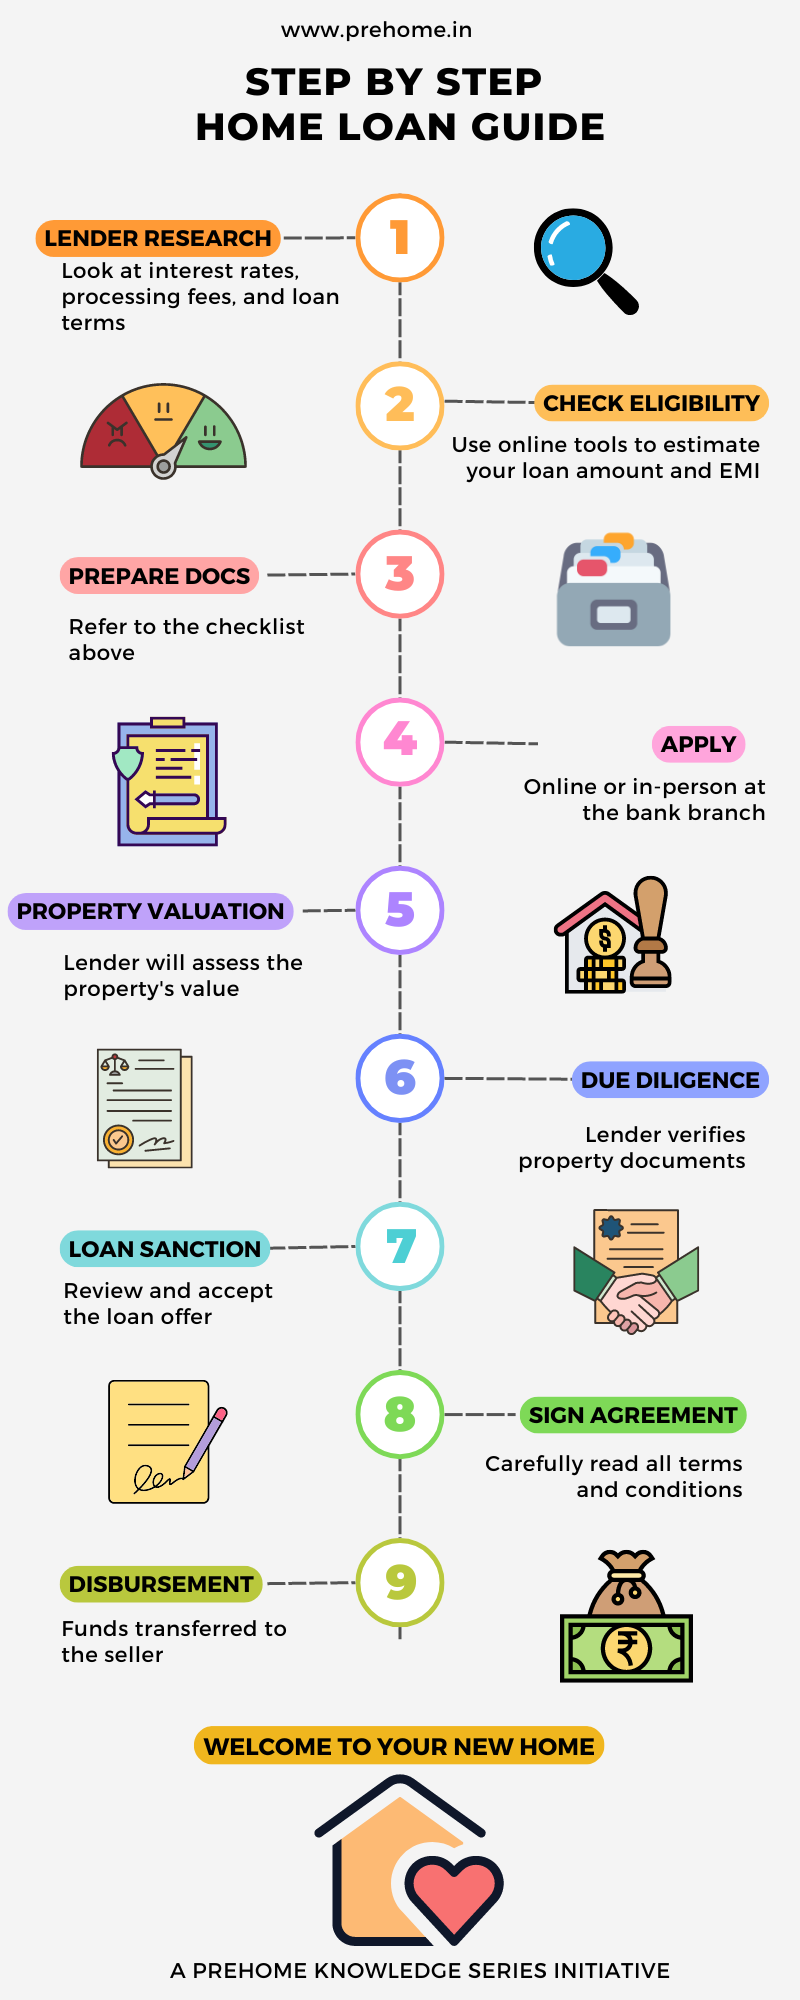 www.prehome.in
STEP BY STEP
HOME LOAN GUIDE
1
LENDER RESEARCH
Look at interest rates,
processing fees, and loan
terms
2
CHECK ELIGIBILITY
Use online tools to estimate
your loan amount and EMI
3
PREPARE DOCS
Refer to the checklist
above
4
APPLY
Online or in-person at
the bank branch
5
PROPERTY VALUATION
Lender will assess the
property's value
$
6
DUE DILIGENCE
Lender verifies
property documents
7
LOAN SANCTION
Review and accept
the loan offer
8
SIGN AGREEMENT
Carefully read all terms
and conditions
9
DISBURSEMENT
Funds transferred to
the seller
₹
WELCOME TO YOUR NEW HOME
A PREHOME KNOWLEDGE SERIES INITIATIVE